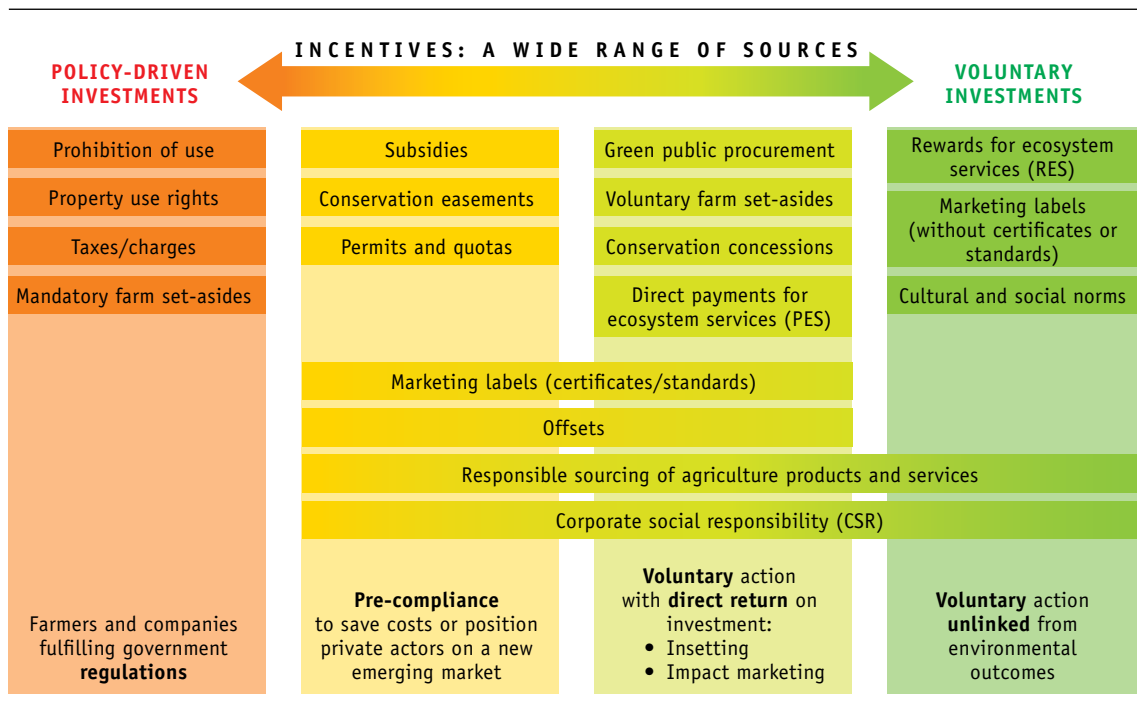 INCENTIVES: A WIDE RANGE OF SOURCES
POLICY-DRIVEN
INVESTMENTS
VOLUNTARY
INVESTMENTS
Prohibition of use
Property use rights
Taxes/charges
Mandatory farm set-asides
Subsidies
Conservation easements
Permits and quotas
Green public procurement
Voluntary farm set-asides
Conservation concessions
Direct payments for
ecosystem services (PES)
Rewards for ecosystem
services (RES)
Marketing labels
(without certificates or
standards)
Cultural and social norms
Marketing labels (certificates/standards)
Offsets
Responsible sourcing of agriculture products and services
Corporate social responsibility (CSR)
Farmers and companies
fulfilling government
regulations
Pre-compliance
to save costs or position
private actors on a new
emerging market
Voluntary action
with direct return on
investment:
• Insetting
• Impact marketing
Voluntary action
unlinked from
environmental
outcomes